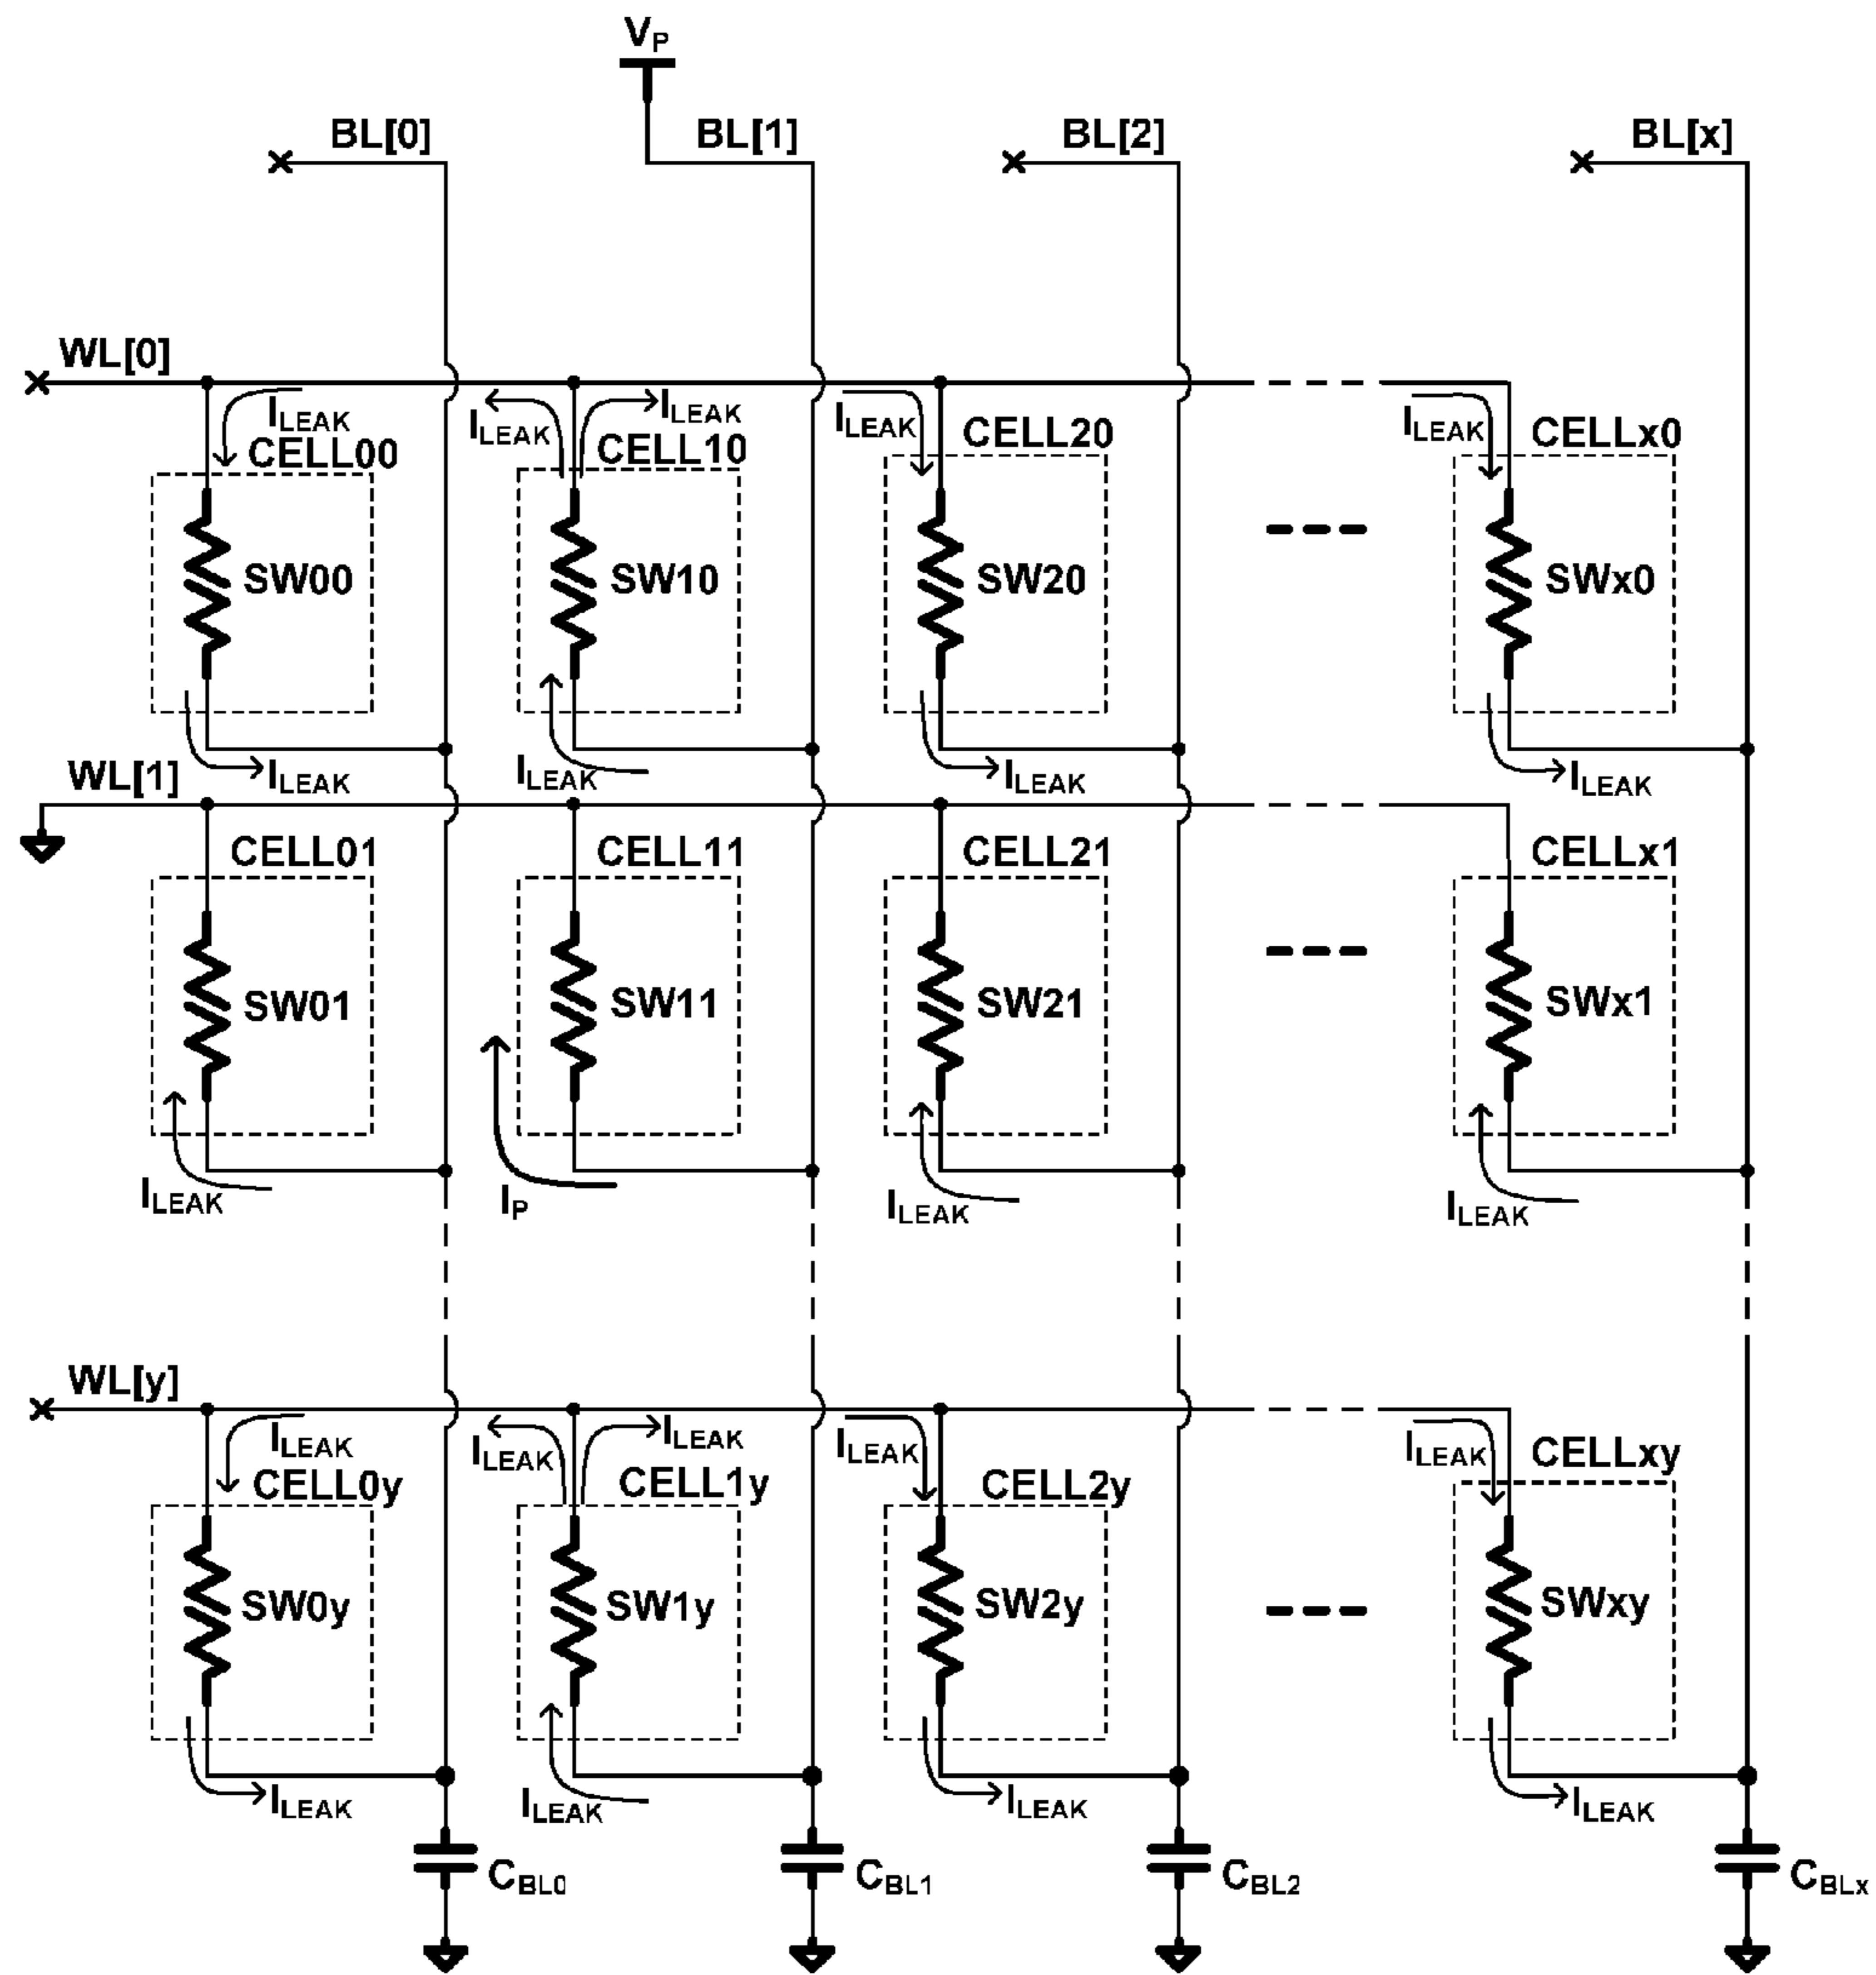 VP
BL[0] BL[1] BL[2] BL[x]
WL[0]
ILEAK ILEAK ILEAK ILEAK ILEAK
CELL00 CELL10 CELL20 CELLx0
SW00 SW10 SW20 SWx0
ILEAK ILEAK ILEAK ILEAK
WL[1]
CELL01 CELL11 CELL21 CELLx1
SW01 SW11 SW21 SWx1
ILEAK IP ILEAK ILEAK
WL[y]
ILEAK ILEAK ILEAK ILEAK ILEAK
CELL0y CELL1y CELL2y CELLxy
SW0y SW1y SW2y SWxy
ILEAK ILEAK ILEAK ILEAK
CBL0 CBL1 CBL2 CBLx